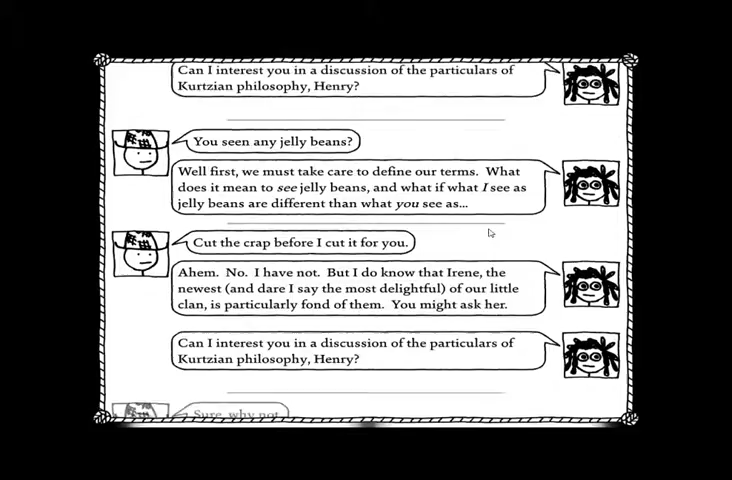 Can I interest you in a discussion of the particulars of
Kurtzian philosophy, Henry?
You seen any jelly beans?
Well first, we must take care to define our terms. What
does it mean to see jelly beans, and what if what I see as
jelly beans are different than what you see as...
Cut the crap before I cut it for you.
Ahem. No. I have not. But I do know that Irene, the
newest (and dare I say the most delightful) of our little
clan, is particularly fond of them. You might ask her.
Can I interest you in a discussion of the particulars of
Kurtzian philosophy, Henry?
Sure, why not